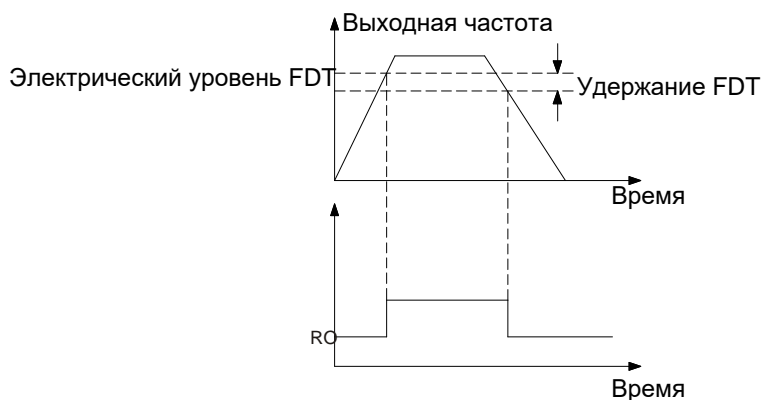 Выходная частота
Электрический уровень FDT
Удержание FDT
Время
RO
Время